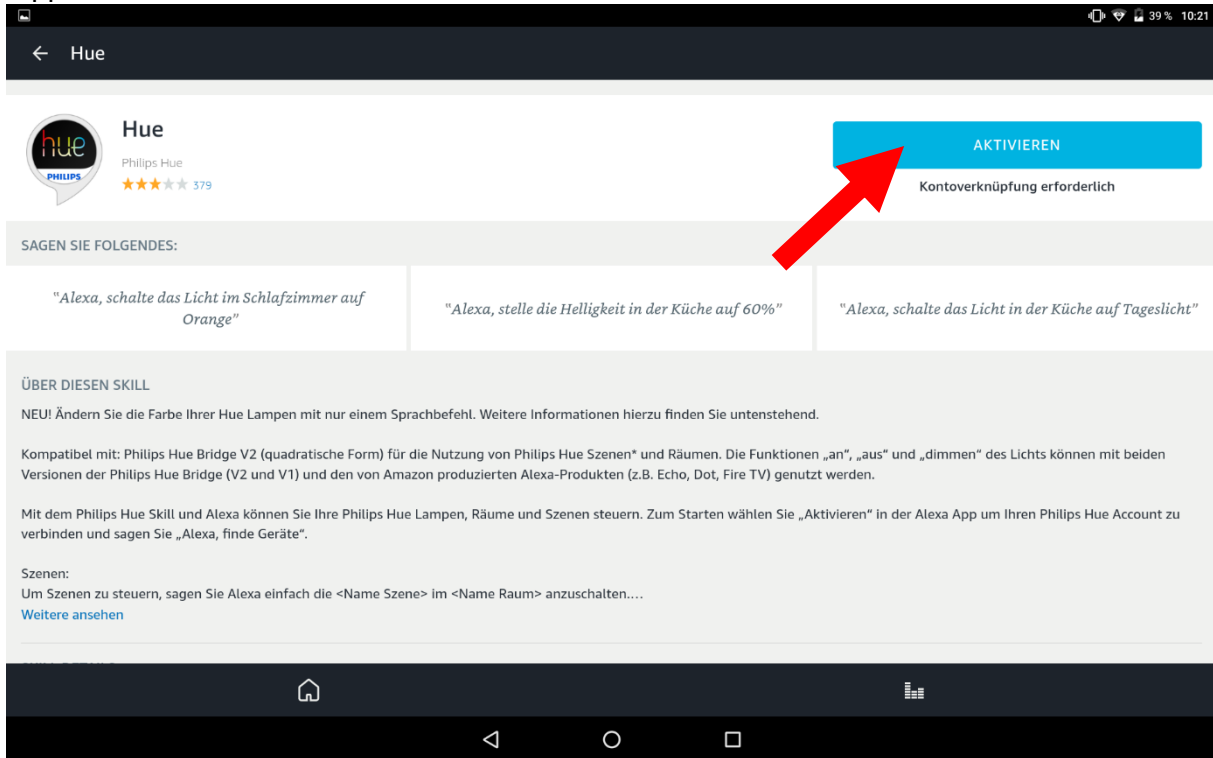 39 % 10:21
Hue
hue
PHILIPS
Hue
Philips Hue
379
AKTIVIEREN
Kontoverknüpfung erforderlich
SAGEN SIE FOLGENDES:
"Alexa, schalte das Licht im Schlafzimmer auf
Orange"
"Alexa, stelle die Helligkeit in der Küche auf 60%"
"Alexa, schalte das Licht in der Küche auf Tageslicht"
ÜBER DIESEN SKILL
NEU! Ändern Sie die Farbe Ihrer Hue Lampen mit nur einem Sprachbefehl. Weitere Informationen hierzu finden Sie untenstehend.
Kompatibel mit: Philips Hue Bridge V2 (quadratische Form) für die Nutzung von Philips Hue Szenen* und Räumen. Die Funktionen „an“, „aus“ und „dimmen“ des Lichts können mit beiden
Versionen der Philips Hue Bridge (V2 und V1) und den von Amazon produzierten Alexa-Produkten (z.B. Echo, Dot, Fire TV) genutzt werden.
Mit dem Philips Hue Skill und Alexa können Sie Ihre Philips Hue Lampen, Räume und Szenen steuern. Zum Starten wählen Sie „Aktivieren“ in der Alexa App um Ihren Philips Hue Account zu
verbinden und sagen Sie „Alexa, finde Geräte“.
Szenen:
Um Szenen zu steuern, sagen Sie Alexa einfach die <Name Szene> im <Name Raum> anzuschalten....
Weitere ansehen